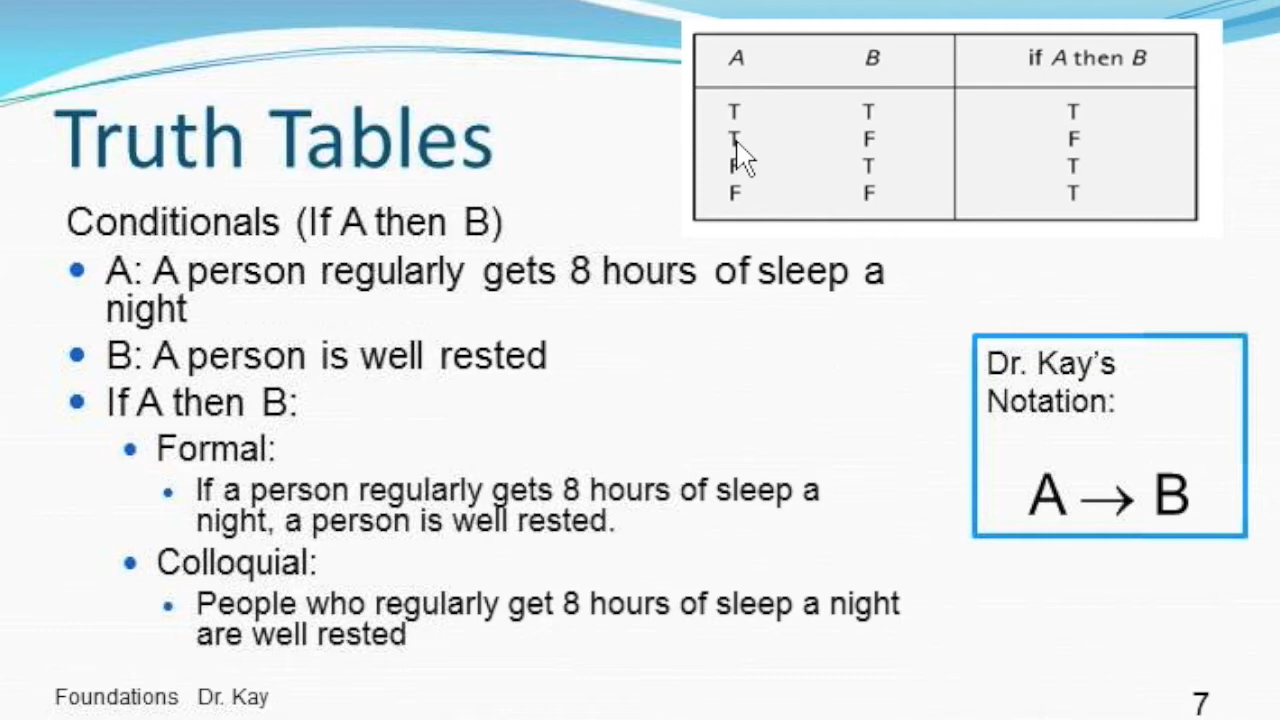 A B if A then B
T T T
T F F
F T T
F F T
Truth Tables
Conditionals (If A then B)
A: A person regularly gets 8 hours of sleep a
night
B: A person is well rested
If A then B:
Formal:
If a person regularly gets 8 hours of sleep a
night, a person is well rested.
Colloquial:
People who regularly get 8 hours of sleep a night
are well rested
Dr. Kay's
Notation:
A → B
Foundations Dr. Kay
7